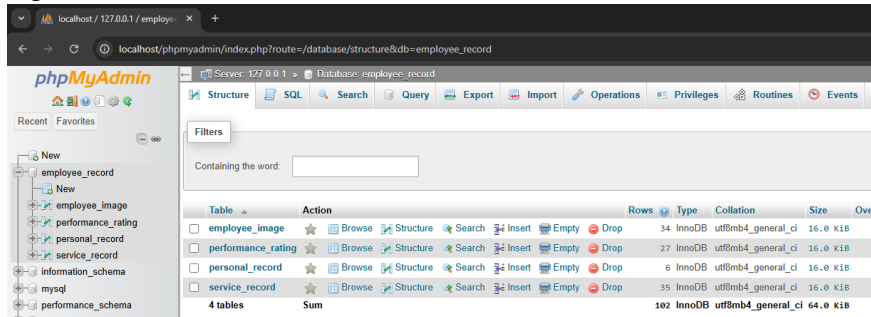 localhost / 127.0.0.1 / employe
localhost/phpmyadmin/index.php?route=/database/structure&db=employee_record
phpMyAdmin
Recent Favorites
New
employee_record
New
employee_image
performance_rating
personal_record
service_record
information_schema
mysql
performance_schema
Server: 127.0.0.1 » Database: employee_record
Structure SQL Search Query Export Import Operations Privileges Routines Events
Filters
Containing the word:
Table Action Rows Type Collation Size Ove
employee_image Browse Structure Search Insert Empty Drop 34 InnoDB utf8mb4_general_ci 16.0 KiB
performance_rating Browse Structure Search Insert Empty Drop 27 InnoDB utf8mb4_general_ci 16.0 KiB
personal_record Browse Structure Search Insert Empty Drop 6 InnoDB utf8mb4_general_ci 16.0 KiB
service_record Browse Structure Search Insert Empty Drop 35 InnoDB utf8mb4_general_ci 16.0 KiB
4 tables Sum 102 InnoDB utf8mb4_general_ci 64.0 KiB